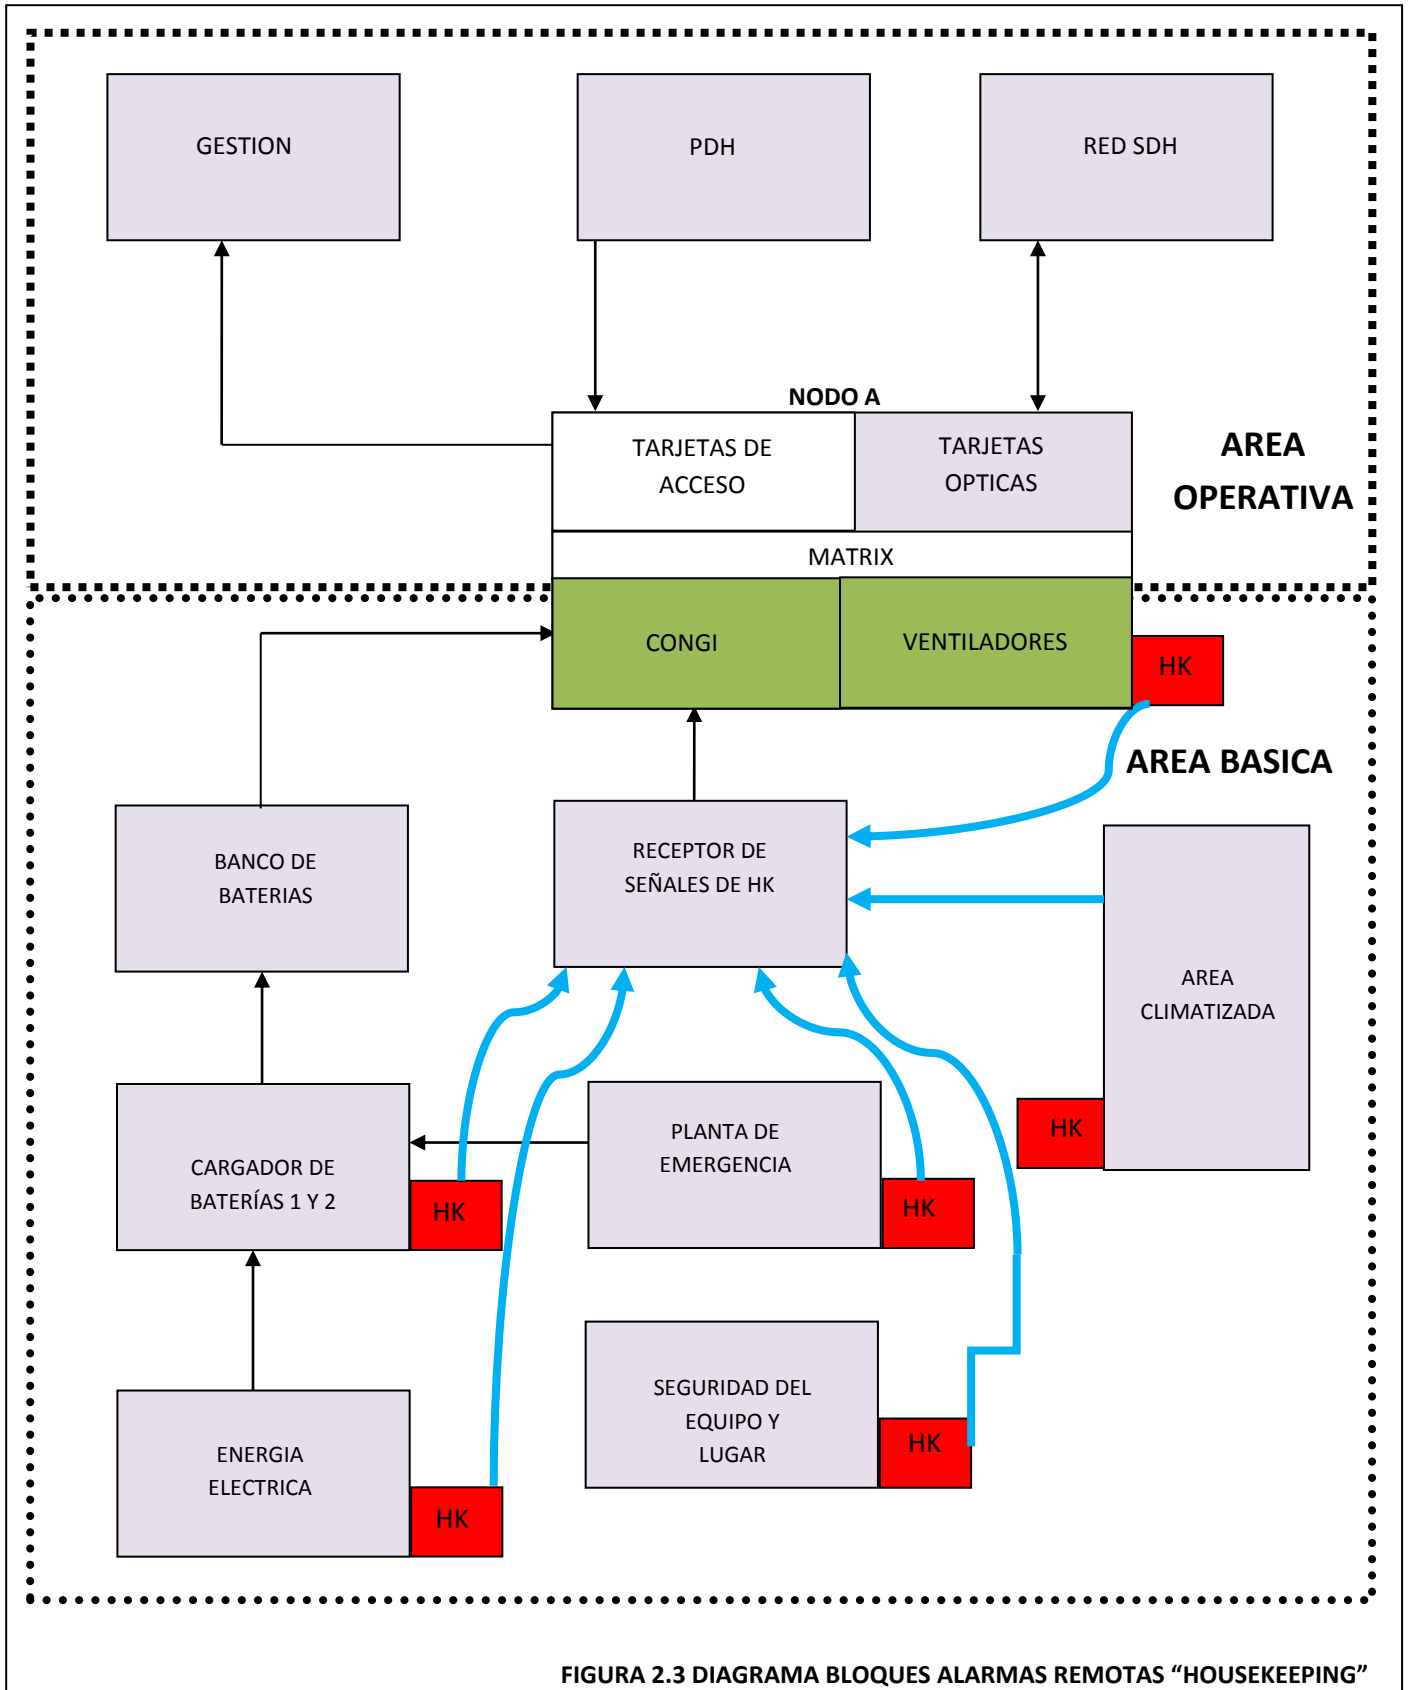 GESTION
PDH
RED SDH
NODO A
TARJETAS DE
ACCESO
TARJETAS
OPTICAS
AREA
OPERATIVA
MATRIX
CONGI
VENTILADORES
HK
AREA BASICA
BANCO DE
BATERIAS
RECEPTOR DE
SEÑALES DE HK
AREA
CLIMATIZADA
HK
CARGADOR DE
BATERÍAS 1 Y 2
HK
PLANTA DE
EMERGENCIA
HK
SEGURIDAD DEL
EQUIPO Y
LUGAR
HK
ENERGIA
ELECTRICA
HK
FIGURA 2.3 DIAGRAMA BLOQUES ALARMAS REMOTAS “HOUSEKEEPING”